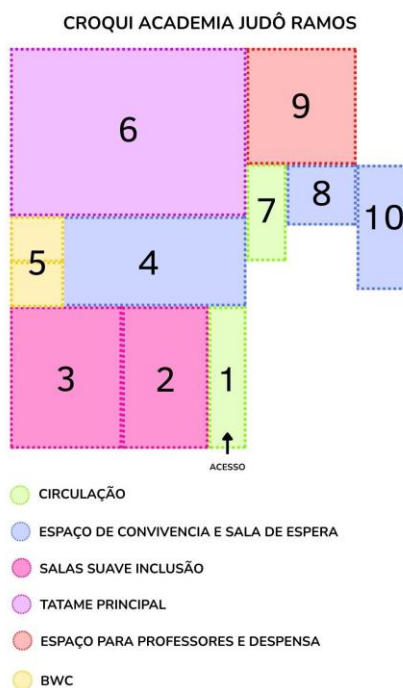 CROQUI ACADEMIA JUDÔ RAMOS
6
9
7
8
10
5
4
3
2
1
ACESSO
CIRCULAÇÃO
ESPAÇO DE CONVIVENCIA E SALA DE ESPERA
SALAS SUAVE INCLUSÃO
TATAME PRINCIPAL
ESPAÇO PARA PROFESSORES E DESPENSA
BWC